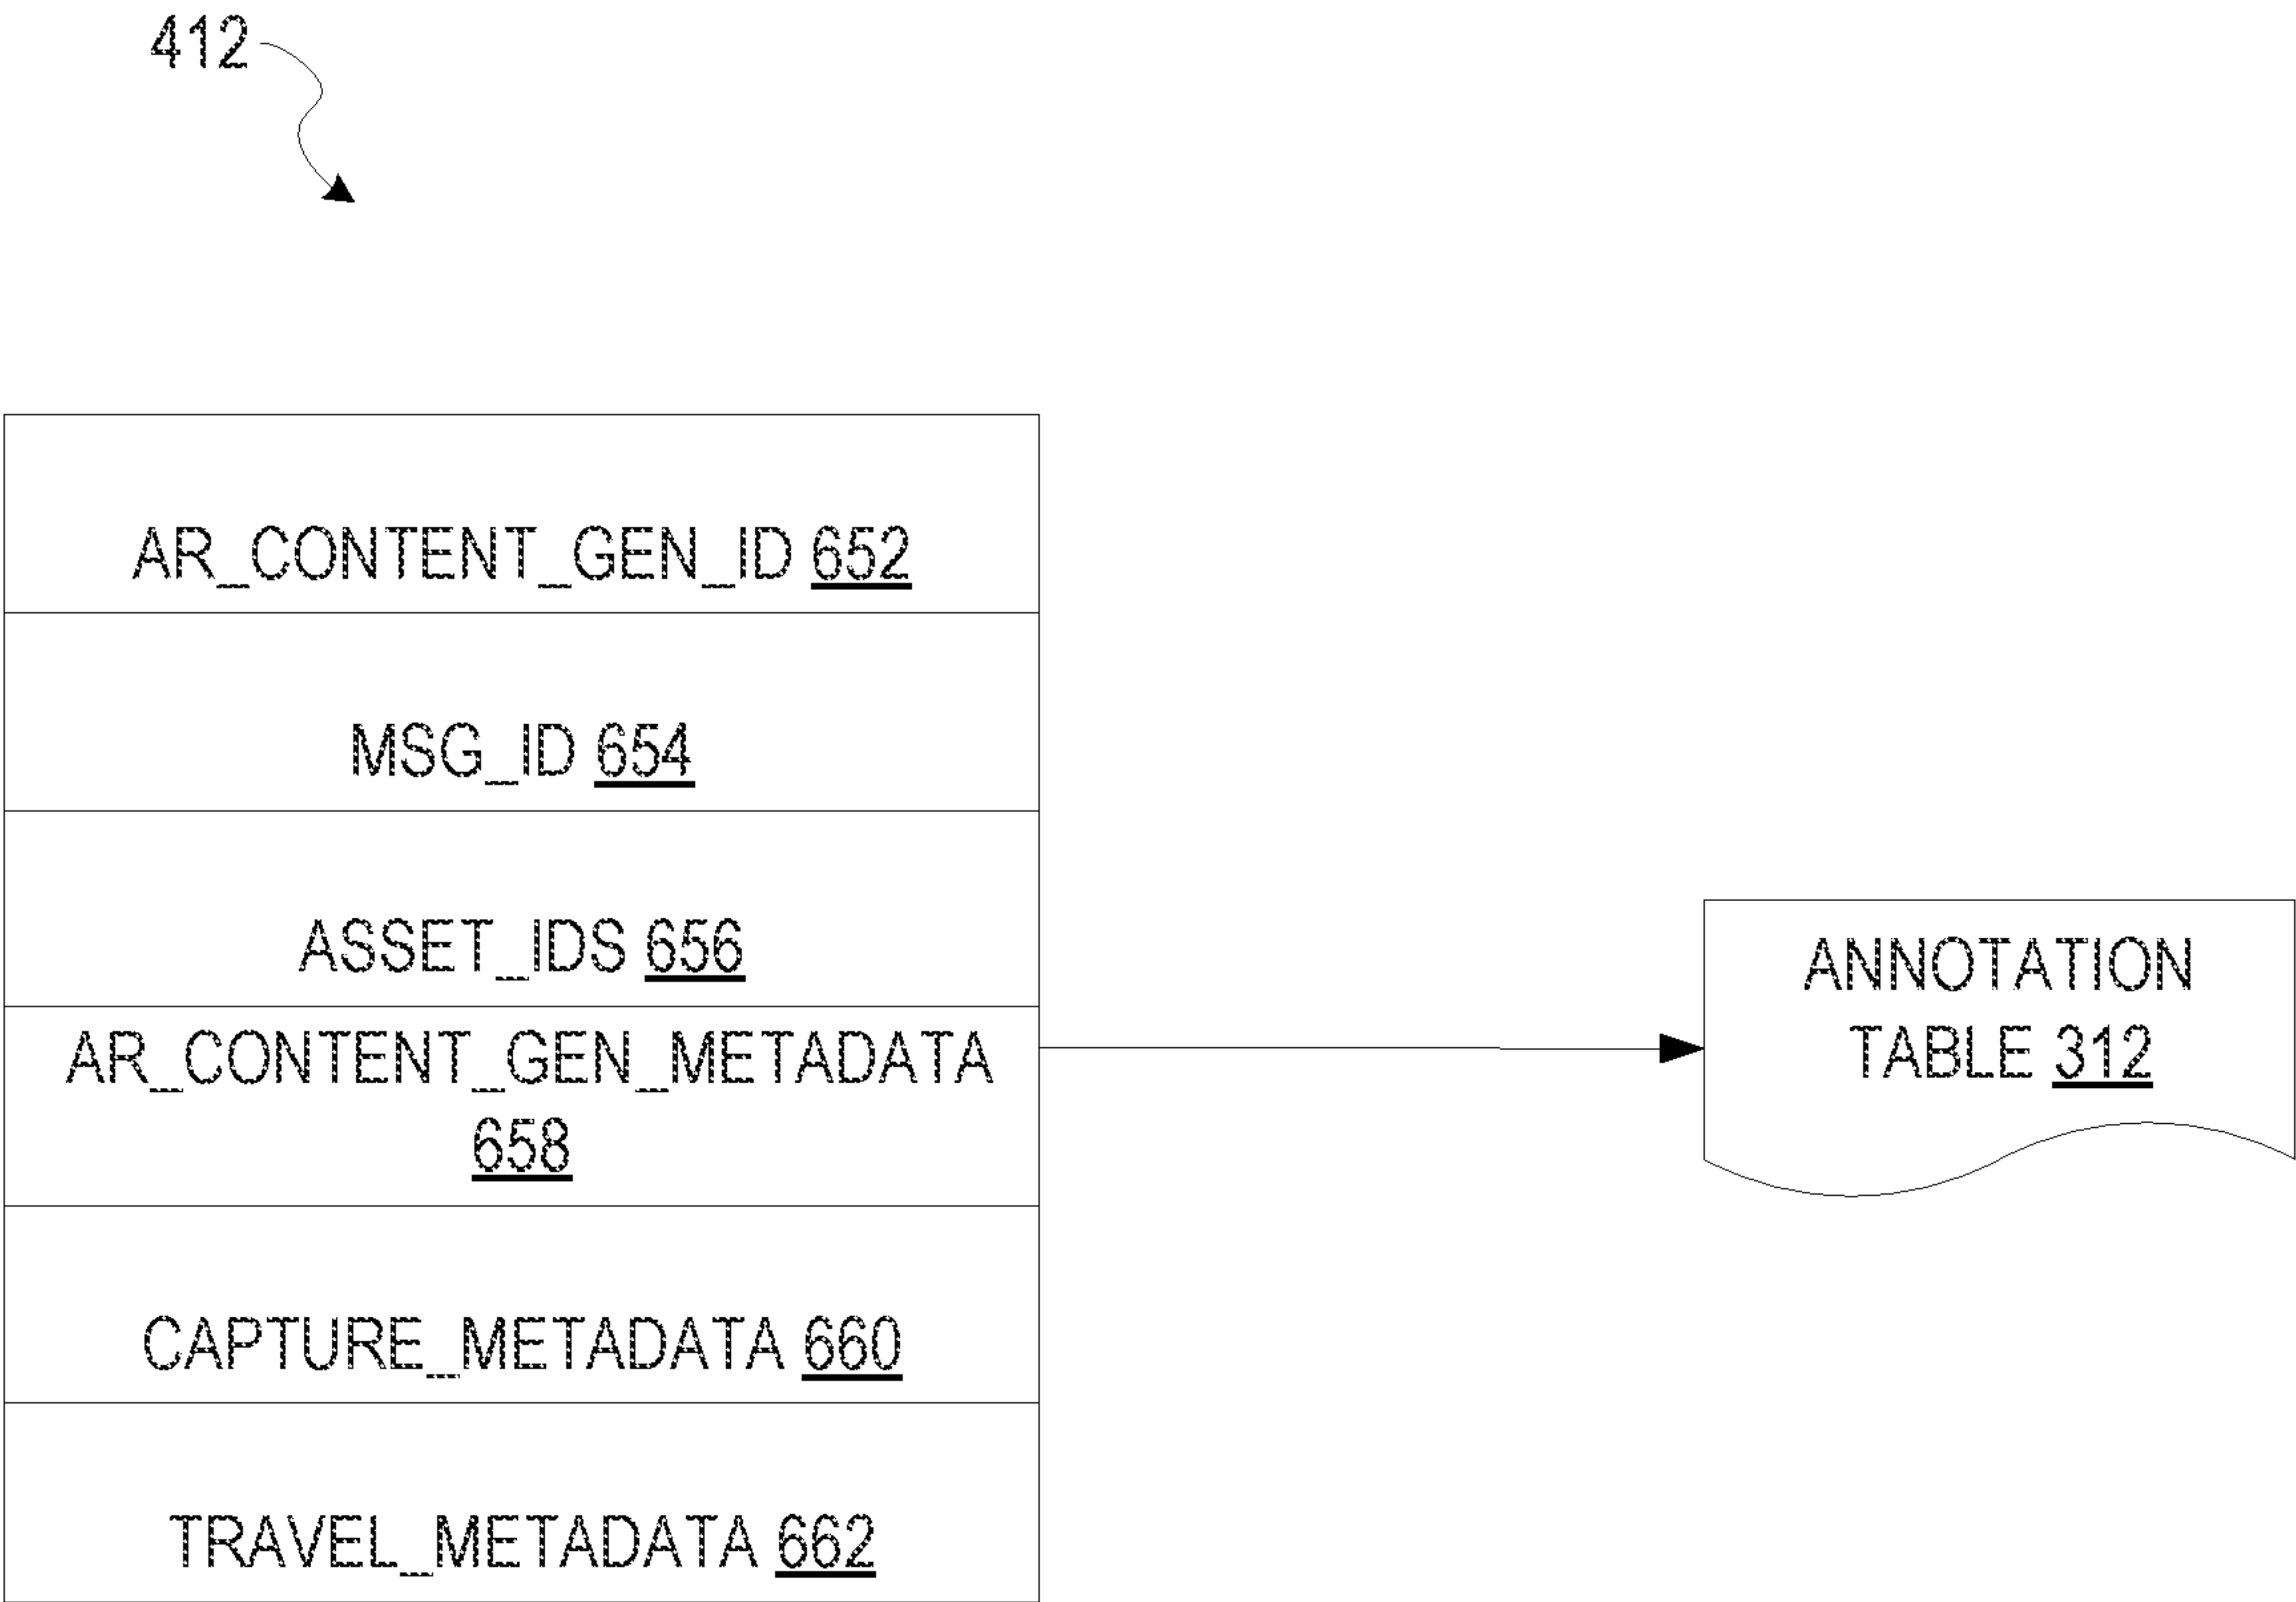 412
AR_CONTENT_GEN_ID 652
MSG_ID 654
ASSET_IDS 656
AR_CONTENT_GEN_METADATA
658
CAPTURE_METADATA 660
TRAVEL_METADATA 662
ANNOTATION
TABLE 312